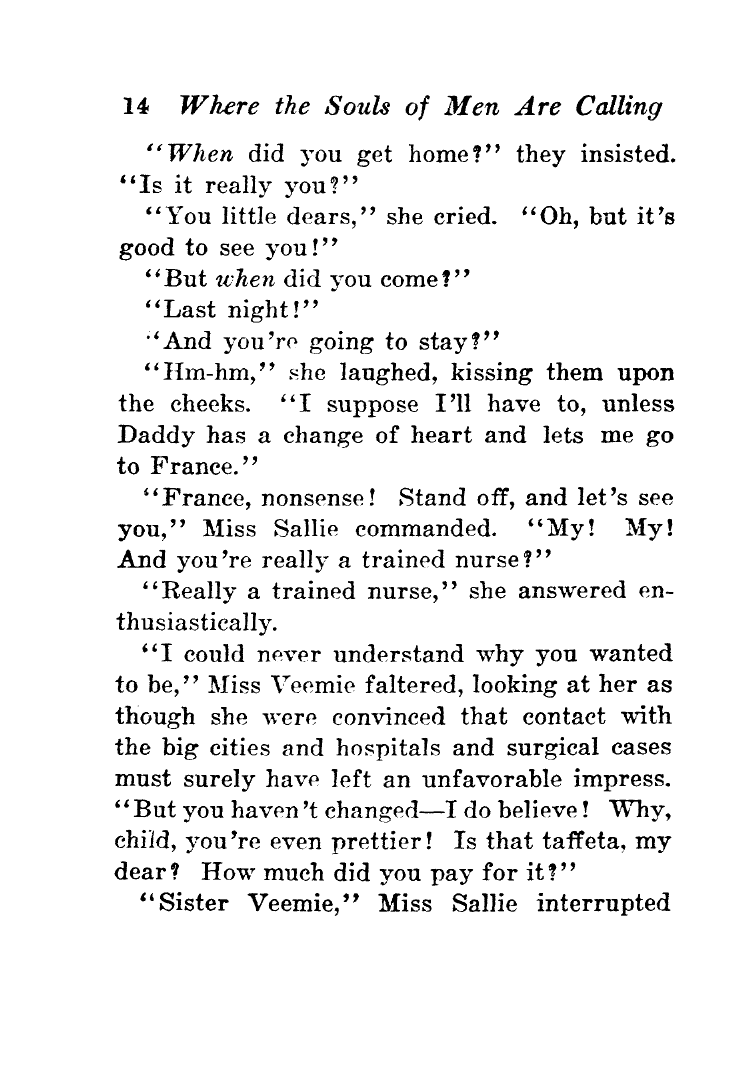 14 Where the Souls of Men Are Calling
"When did you get home?" they insisted.
"Is it really you?"
"You little dears," she cried. "Oh, but it's
good to see you!"
"But when did you come?"
"Last night!"
"And you're going to stay?"
"Hm-hm," she laughed, kissing them upon
the cheeks. "I suppose I'll have to, unless
Daddy has a change of heart and lets me go
to France."
"France, nonsense! Stand off, and let's see
you," Miss Sallie commanded. "My! My!
And you're really a trained nurse?"
"Really a trained nurse," she answered en-
thusiastically.
"I could never understand why you wanted
to be," Miss Veemie faltered, looking at her as
though she were convinced that contact with
the big cities and hospitals and surgical cases
must surely have left an unfavorable impress.
"But you haven't changed—I do believe! Why,
child, you're even prettier! Is that taffeta, my
dear? How much did you pay for it?"
"Sister Veemie," Miss Sallie interrupted